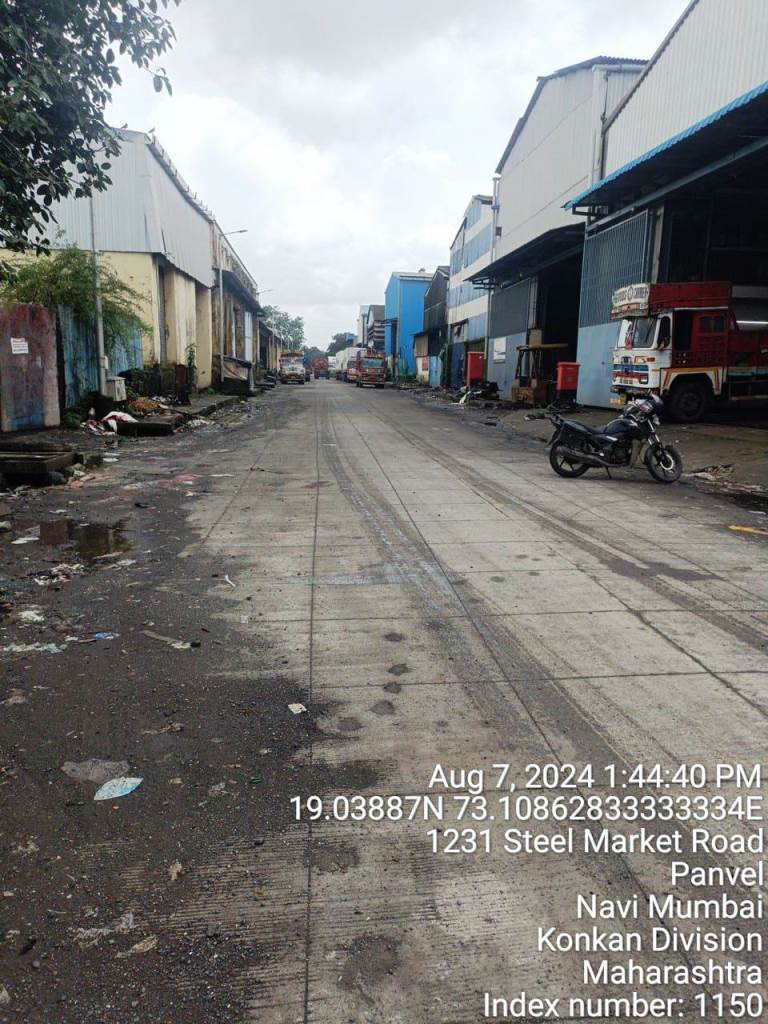 Aug 7, 2024 1:44:40 PM
19.03887N 73.10862833333334E
1231 Steel Market Road
Panvel
Navi Mumbai
Konkan Division
Maharashtra
Index number: 1150